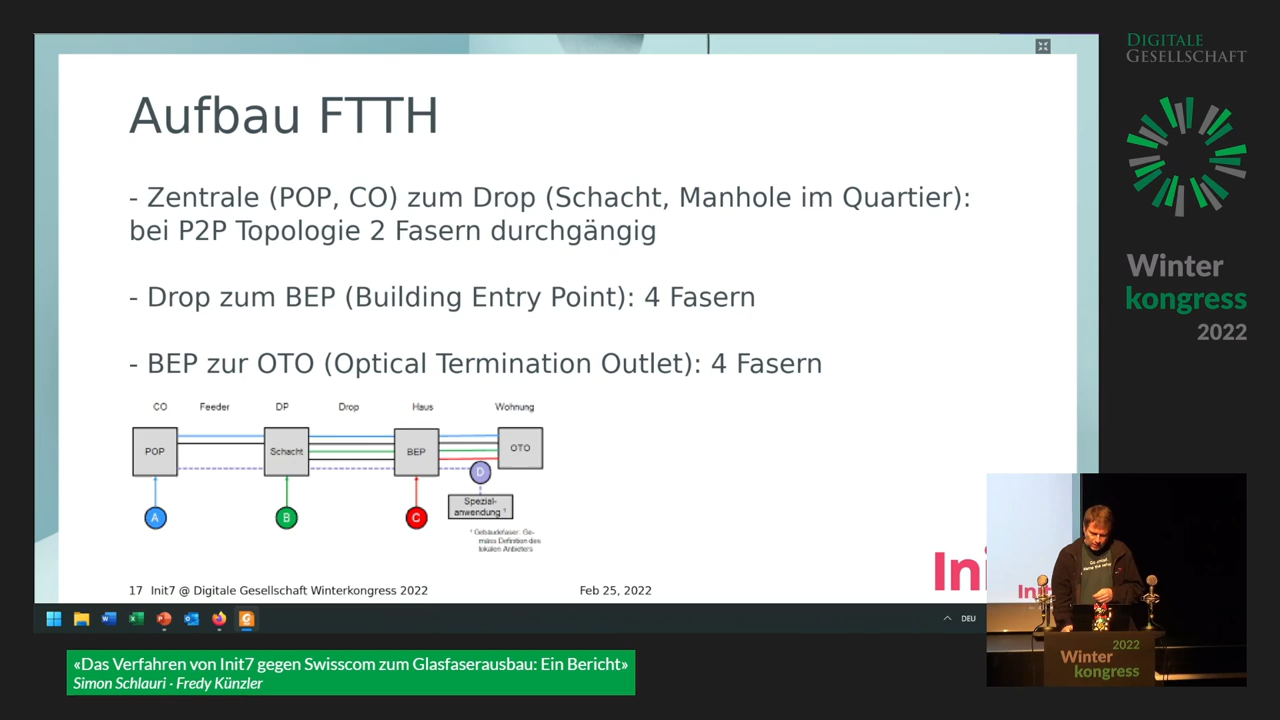 Aufbau FTTH
- Zentrale (POP, CO) zum Drop (Schacht, Manhole im Quartier):
bei P2P Topologie 2 Fasern durchgängig
- Drop zum BEP (Building Entry Point): 4 Fasern
- BEP zur OTO (Optical Termination Outlet): 4 Fasern
CO Feeder DP Drop Haus Wohnung
POP Schacht BEP OTO
D
Spezial-
anwendung ¹
A B C
¹ Gebäudefaser: Ge-
mäss Definition des
lokalen Anbieters
17 Init7 @ Digitale Gesellschaft Winterkongress 2022 Feb 25, 2022
Ini
DEU
DIGITALE
GESELLSCHAFT
Winter
kongress
2022
Init
2022
Winter
kongress
«Das Verfahren von Init7 gegen Swisscom zum Glasfaserausbau: Ein Bericht»
Simon Schlauri · Fredy Künzler